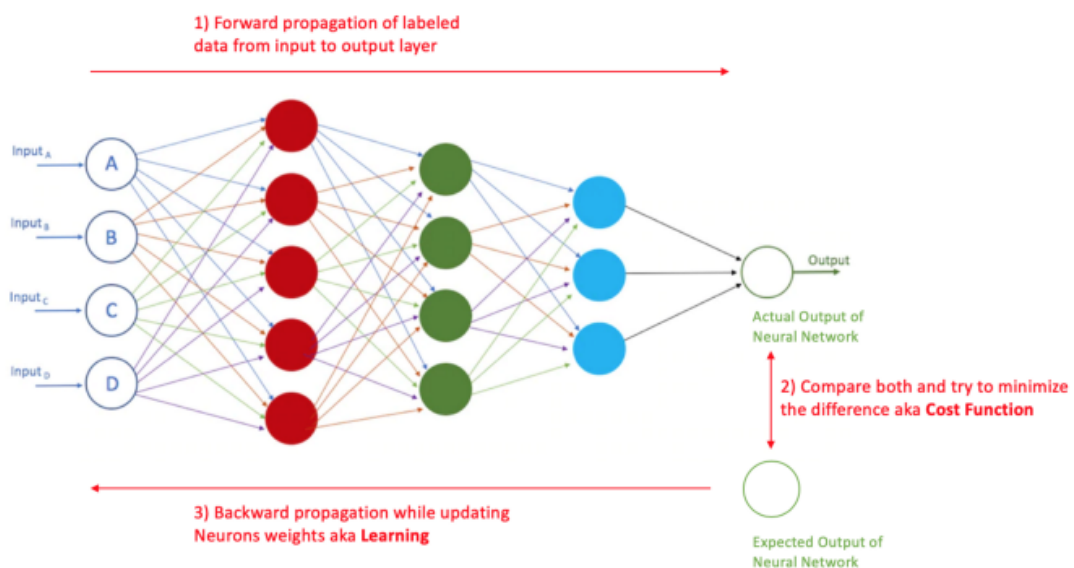 1) Forward propagation of labeled
data from input to output layer
Input A
A
Input B
B
Input C
C
Input D
D
Output
Actual Output of
Neural Network
2) Compare both and try to minimize
the difference aka Cost Function
3) Backward propagation while updating
Neurons weights aka Learning
Expected Output of
Neural Network